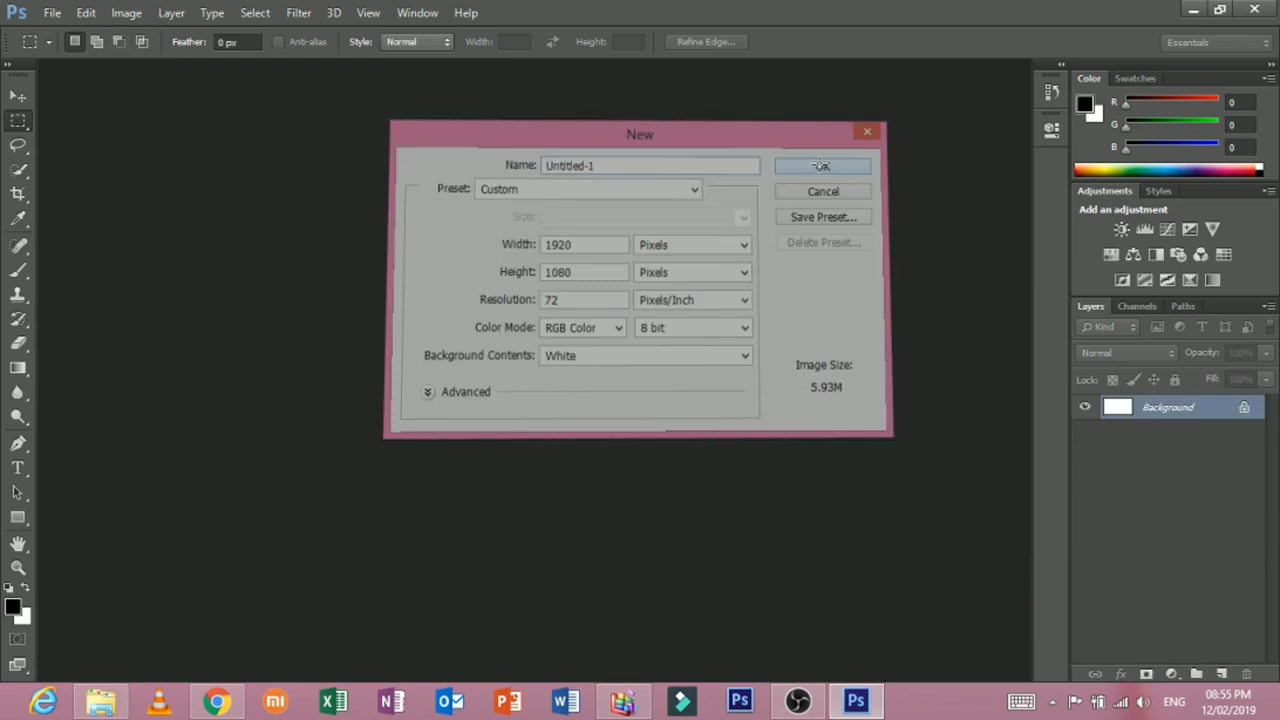 Ps File Edit Image Layer Type Select Filter 3D View Window Help
Feather: 0 px Anti-alias Style: Normal Width: Height: Refine Edge... Essentials
Color Swatches
R 0
G 0
B 0
Adjustments Styles
Add an adjustment
Layers Channels Paths
Kind
Normal Opacity: 100%
Lock: Fill: 100%
Background
New
Name: Untitled-1
Preset: Custom
Size:
Width: 1920 Pixels
Height: 1080 Pixels
Resolution: 72 Pixels/Inch
Color Mode: RGB Color 8 bit
Background Contents: White
Advanced
OK
Cancel
Save Preset...
Delete Preset...
Image Size:
5.93M
ENG
08:55 PM
12/02/2019